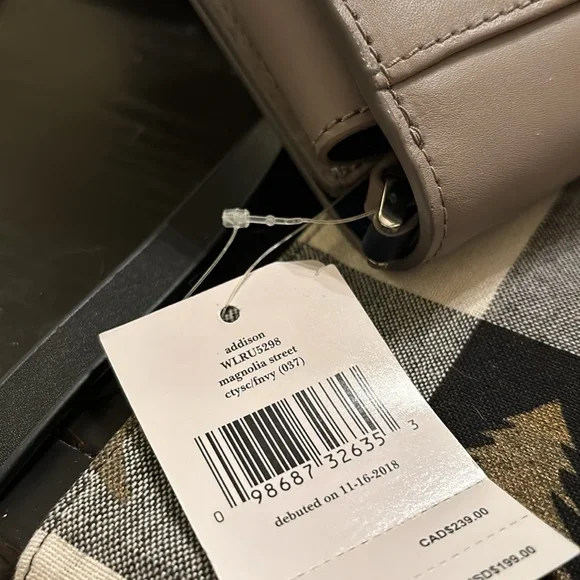 addison
WLRU5298
magnolia street
ctysc/fnvy (037)
0 98687 32635 3
debuted on 11-16-2018
CAD$239.00
USD$199.00